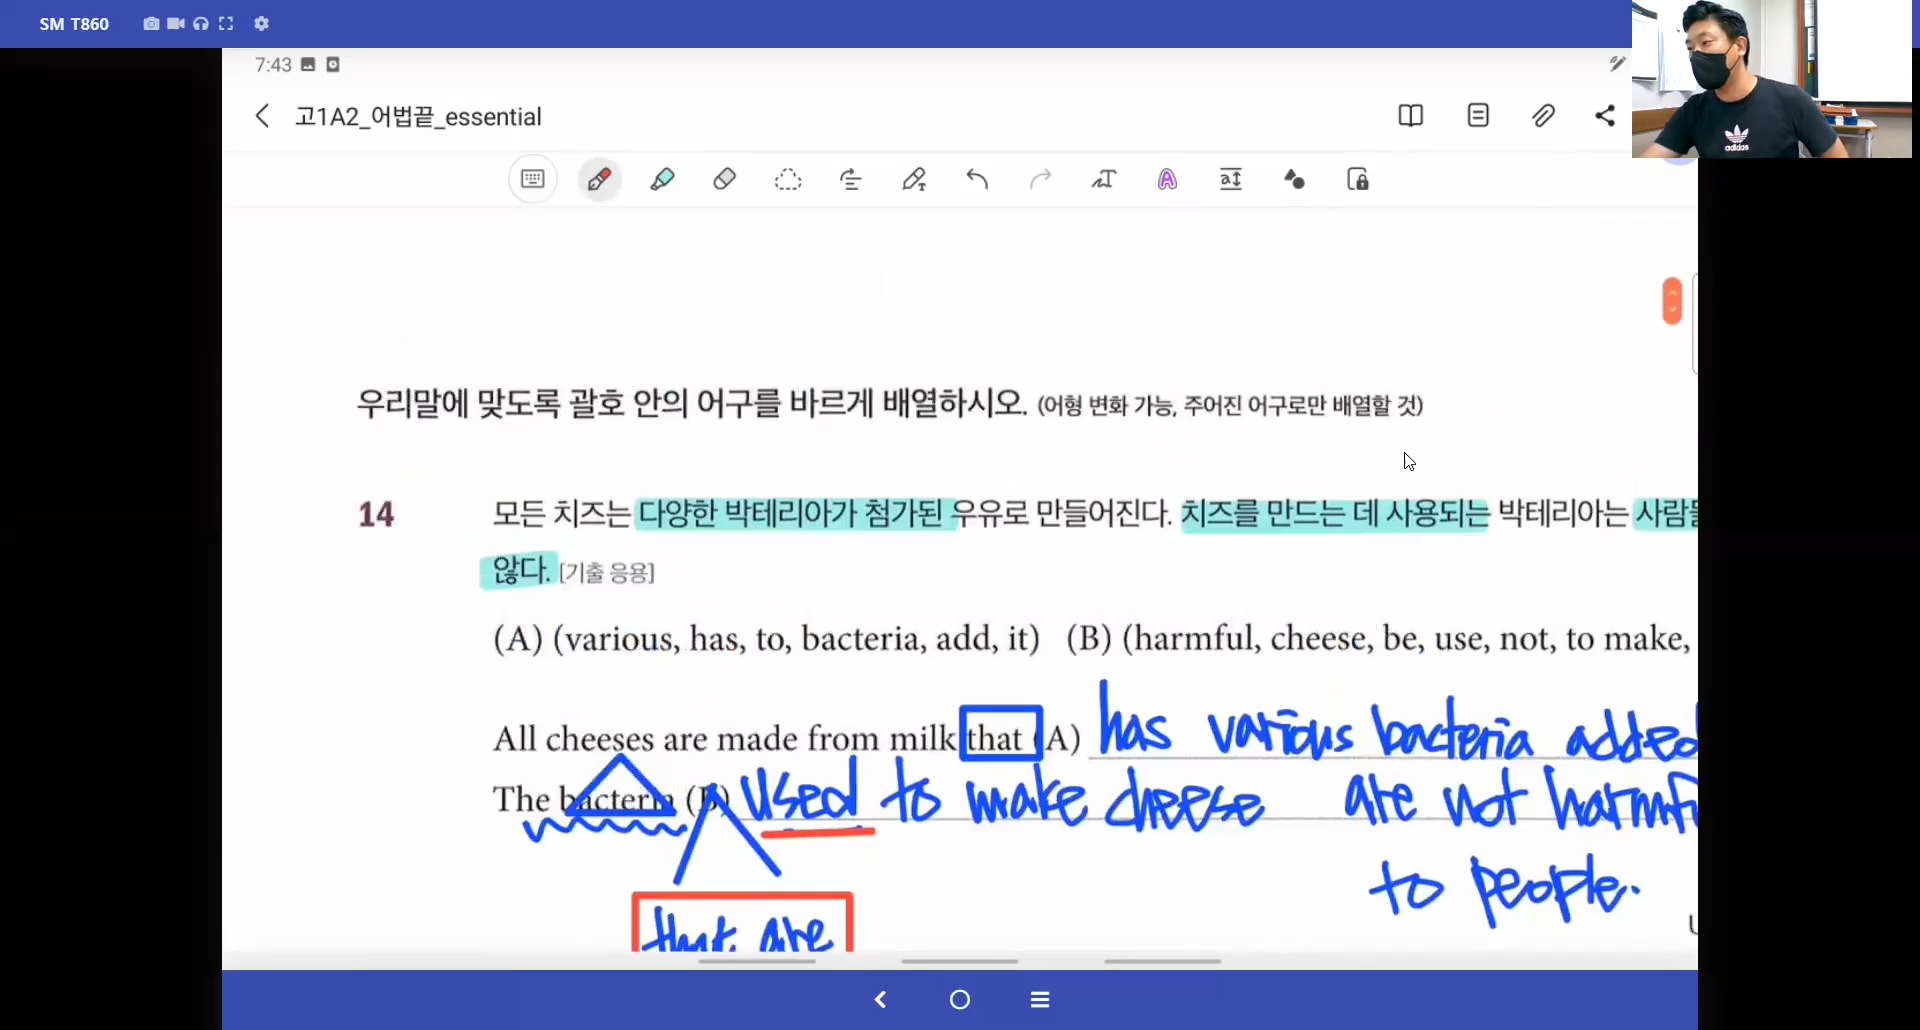 SM T860
7:43
고1A2_어법끝_essential
adidas
우리말에 맞도록 괄호 안의 어구를 바르게 배열하시오. (어형 변화 가능, 주어진 어구로만 배열할 것)
14 모든 치즈는 다양한 박테리아가 첨가된 우유로 만들어진다. 치즈를 만드는 데 사용되는 박테리아는
않다. [기출 응용]
(A) (various, has, to, bacteria, add, it) (B) (harmful, cheese, be, use, not, to make,
All cheeses are made from milk that (A) has various bacteria added
The bacteria (B) used to make cheese are not
to people.
that are